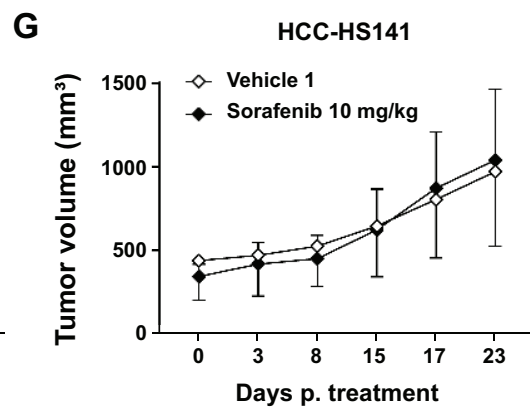 G
HCC-HS141
Vehicle 1
Sorafenib 10 mg/kg
Tumor volume (mm³)
1500
1000
500
0
0 3 8 15 17 23
Days p. treatment